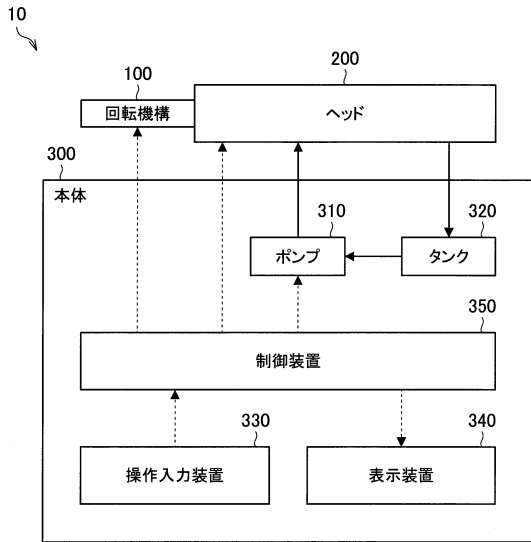 10
200
100
ヘッド
回転機構
300
本体
310
320
ポンプ
タンク
350
制御装置
330
340
操作入力装置
表示装置